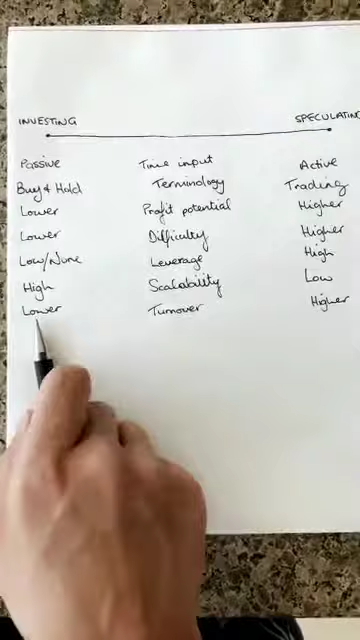 INVESTING SPECULATING
Passive Time input Active
Buy & Hold Terminology Trading
Lower Profit potential Higher
Lower Difficulty Higher
Low/None Leverage High
High Scalability Low
Lower Turnover Higher